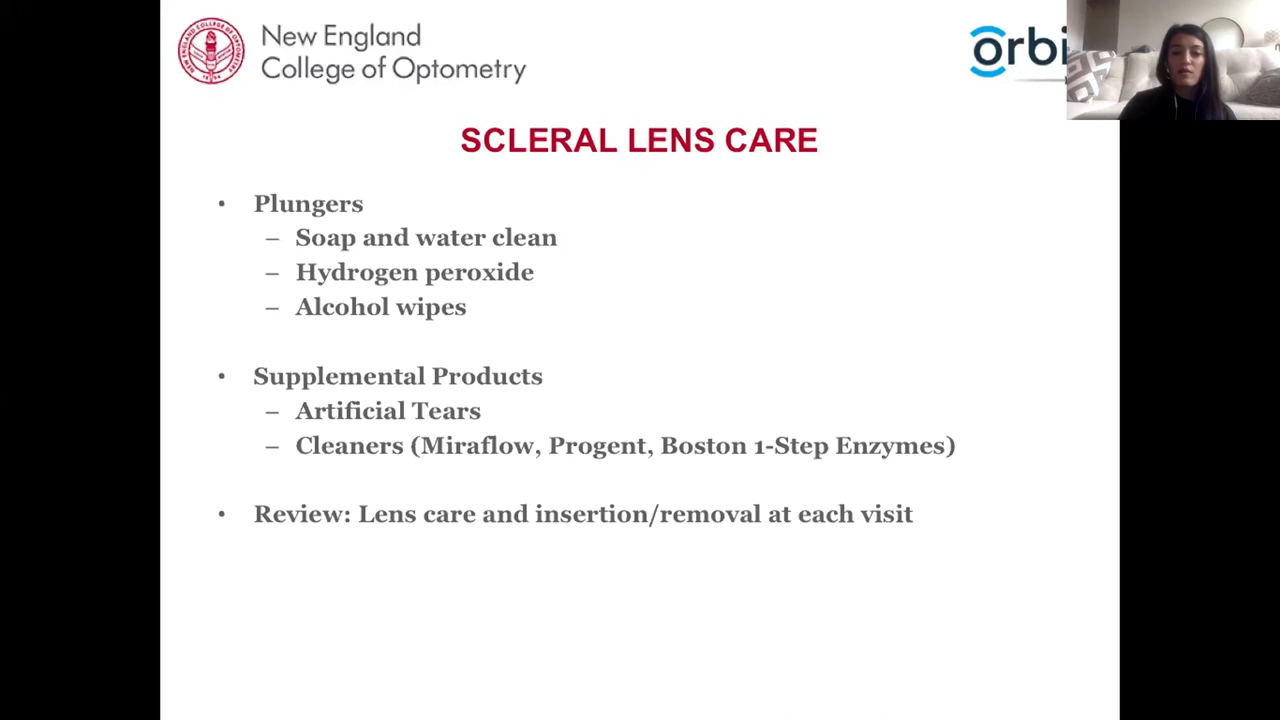 New England
College of Optometry
SCLERAL LENS CARE
• Plungers
– Soap and water clean
– Hydrogen peroxide
– Alcohol wipes
• Supplemental Products
– Artificial Tears
– Cleaners (Miraflow, Progent, Boston 1-Step Enzymes)
• Review: Lens care and insertion/removal at each visit